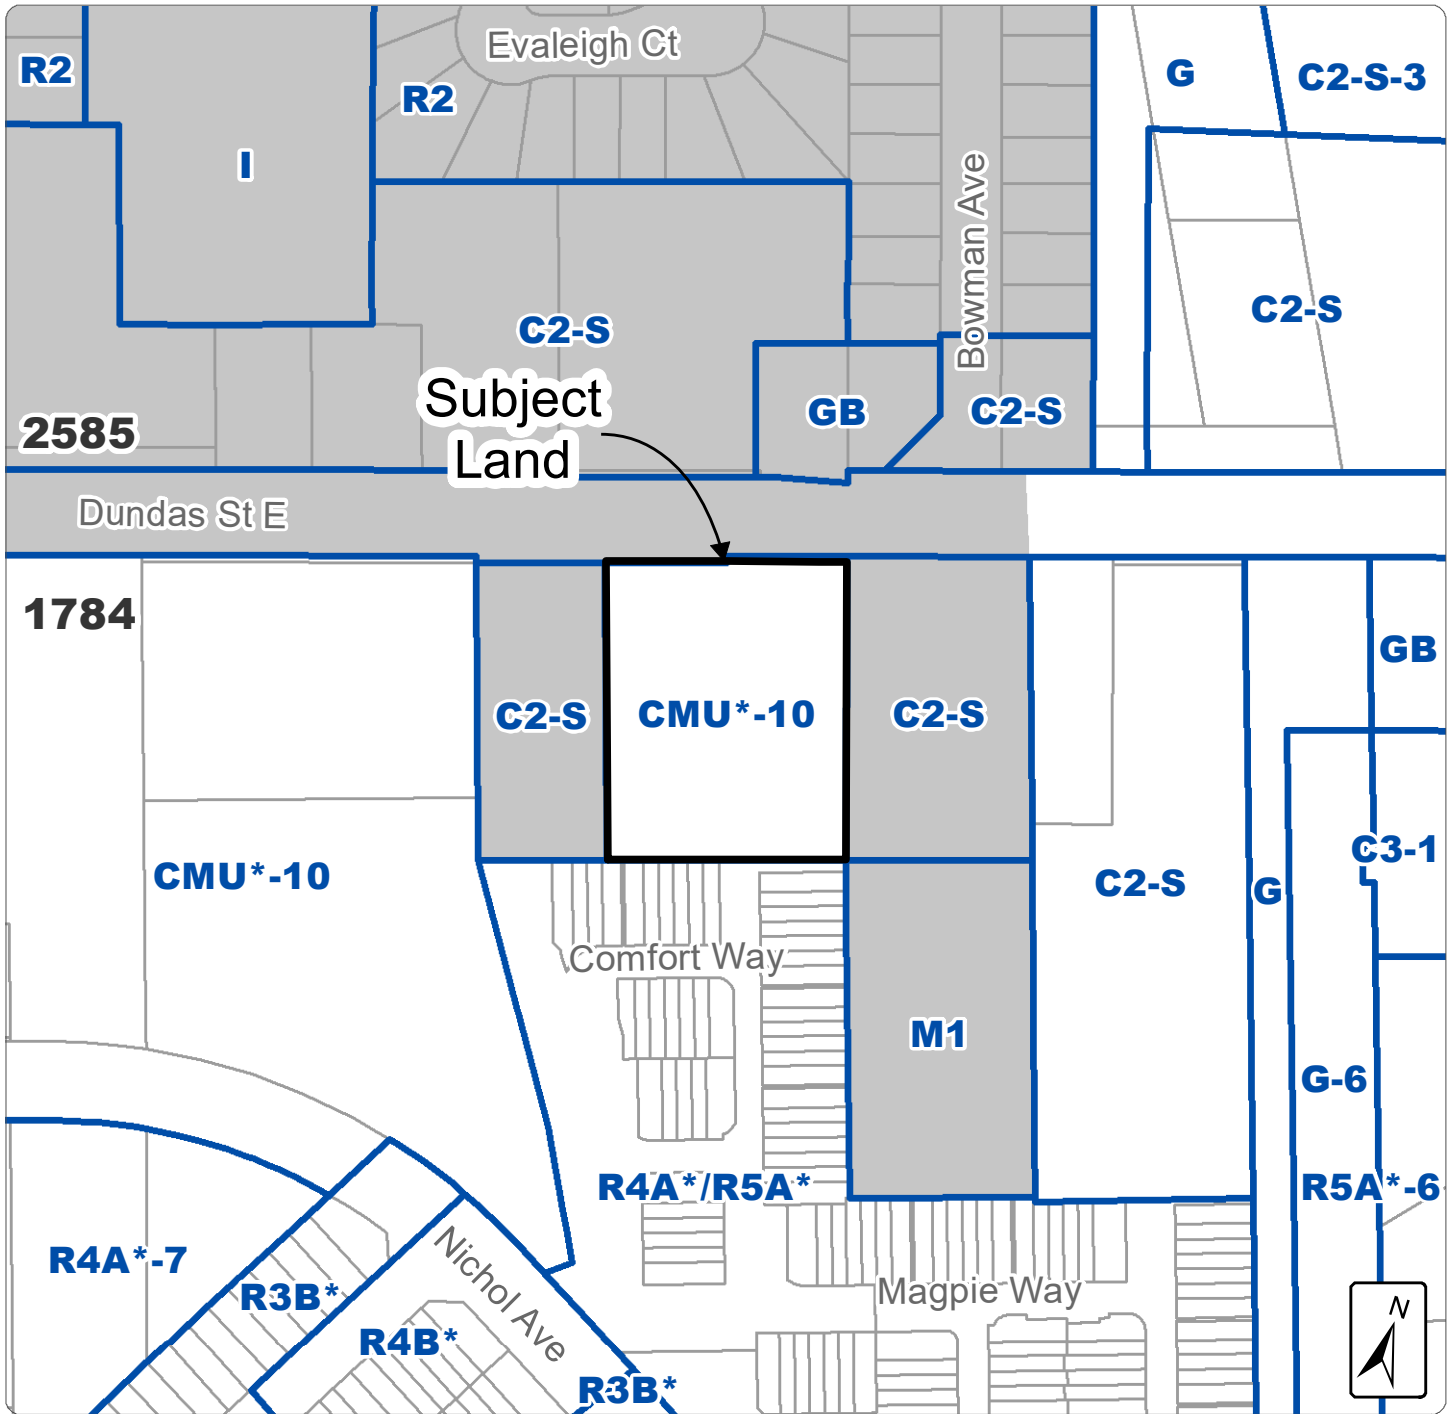 Evaleigh Ct
R2
R2
G
C2-S-3
I
Bowman Ave
C2-S
C2-S
Subject
Land
GB
C2-S
2585
Dundas St E
1784
GB
C2-S
CMU*-10
C2-S
C3-1
CMU*-10
C2-S
G
Comfort Way
M1
G-6
R4A*/R5A*
R5A*-6
R4A*-7
Nichol Ave
R3B*
Magpie Way
N
R4B*
R3B*